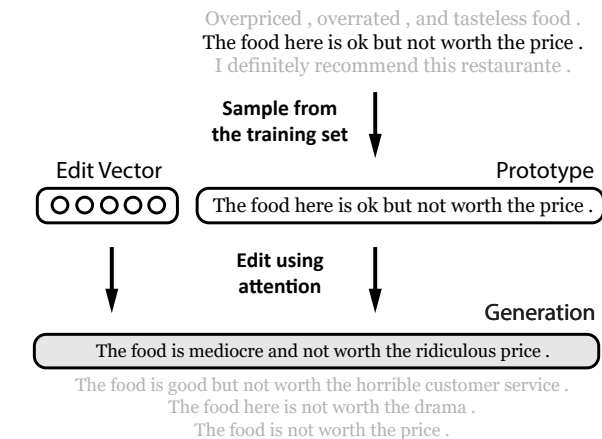 Overpriced , overrated , and tasteless food .
The food here is ok but not worth the price .
I definitely recommend this restaurante .
Sample from
the training set
Edit Vector
Prototype
The food here is ok but not worth the price .
Edit using
attention
Generation
The food is mediocre and not worth the ridiculous price .
The food is good but not worth the horrible customer service .
The food here is not worth the drama .
The food is not worth the price .